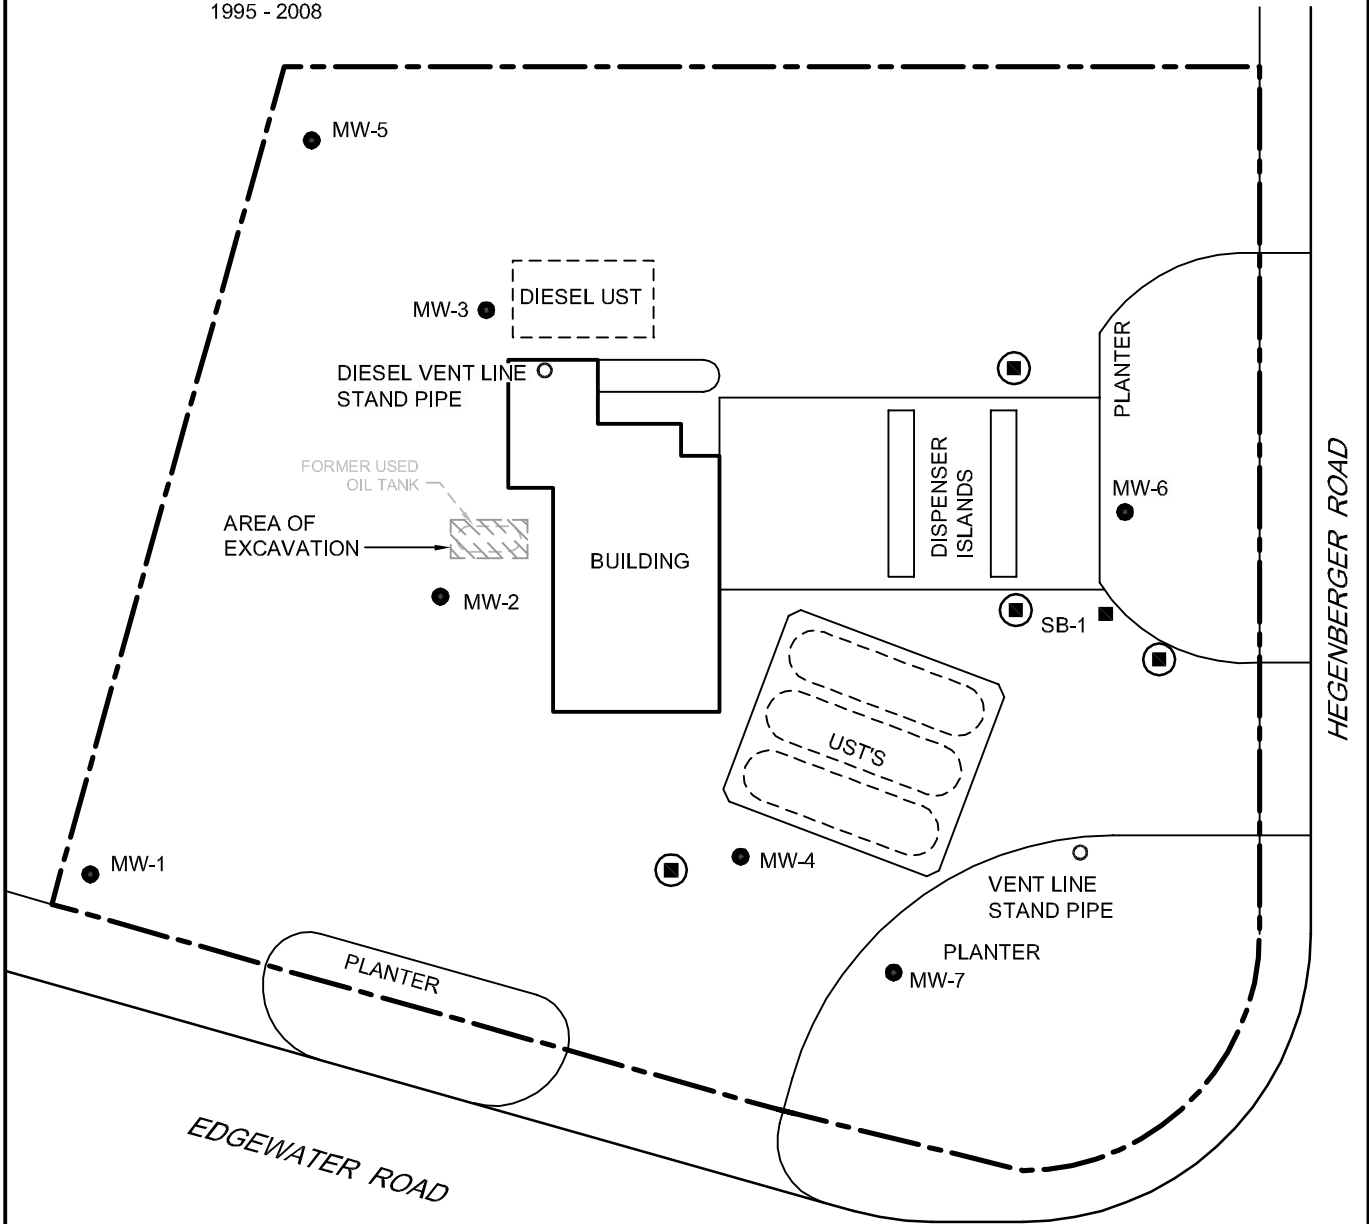 1995 - 2008
MW-5
MW-3
DIESEL UST
DIESEL VENT LINE
STAND PIPE
PLANTER
FORMER USED
OIL TANK
AREA OF
EXCAVATION
MW-2
BUILDING
DISPENSER
ISLANDS
MW-6
HEGENBERGER ROAD
SB-1
UST'S
MW-1
MW-4
VENT LINE
STAND PIPE
PLANTER
MW-7
PLANTER
EDGEWATER ROAD